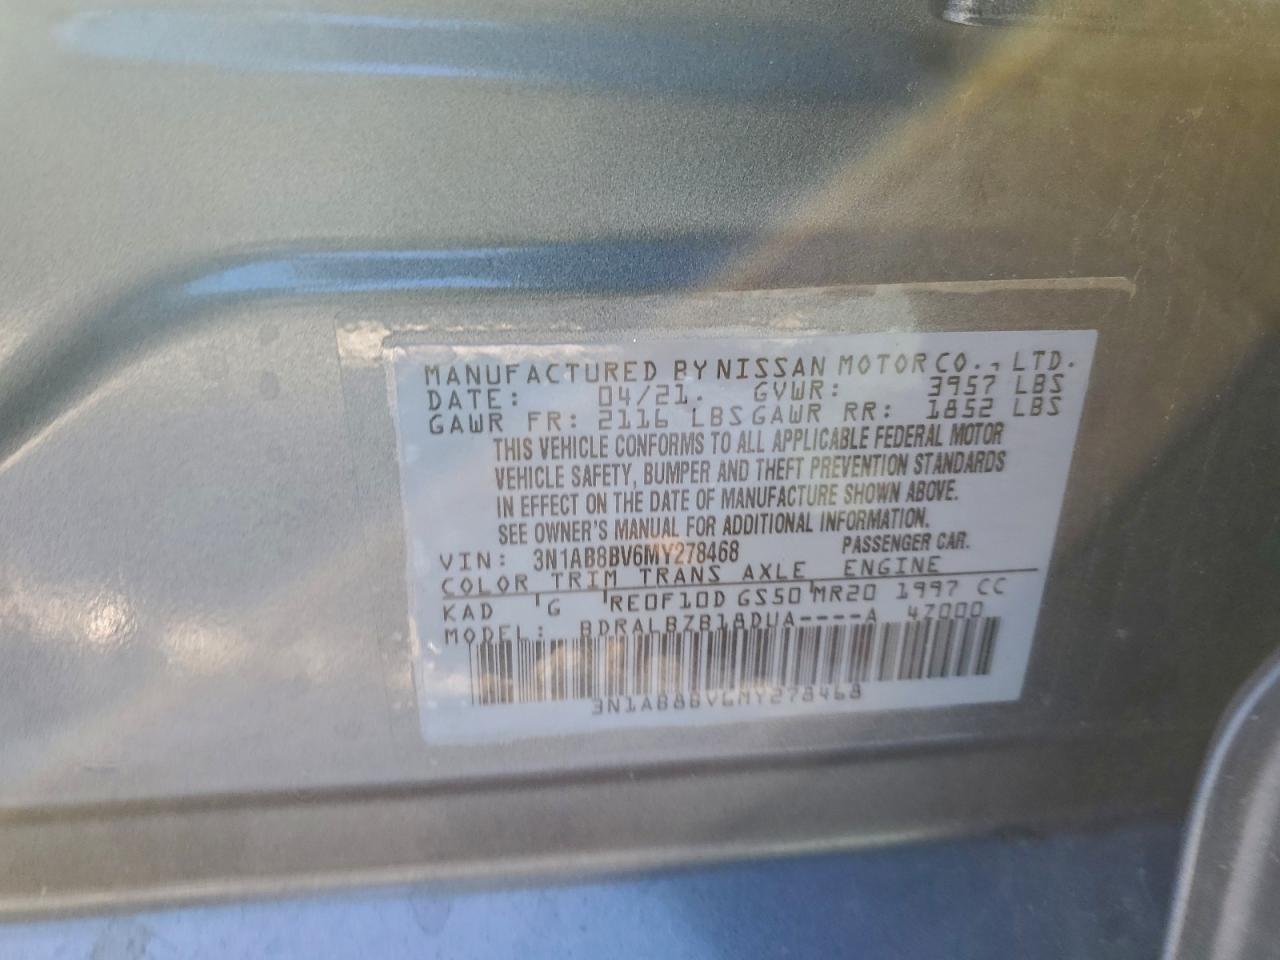 MANUFACTURED BY NISSAN MOTOR CO., LTD.
DATE: 04/21. GVWR: 3957 LBS
GAWR FR: 2116 LBS GAWR RR: 1852 LBS
THIS VEHICLE CONFORMS TO ALL APPLICABLE FEDERAL MOTOR
VEHICLE SAFETY, BUMPER AND THEFT PREVENTION STANDARDS
IN EFFECT ON THE DATE OF MANUFACTURE SHOWN ABOVE.
SEE OWNER'S MANUAL FOR ADDITIONAL INFORMATION.
VIN: 3N1AB8BV6MY278468 PASSENGER CAR.
COLOR TRIM TRANS AXLE ENGINE
KAD G RE0F10D GS50 MR20 1997 CC
MODEL: BDRALBZB18DUA----A 4Z000
3N1AB8BV6MY278468